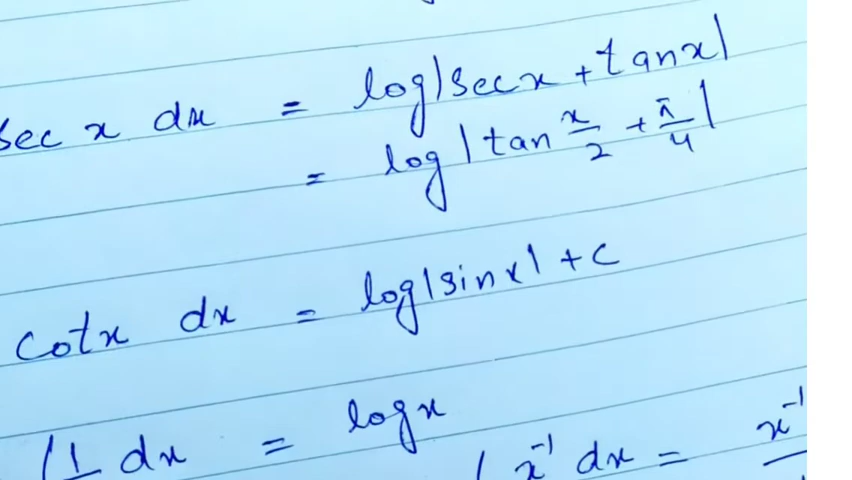 sec x dx = log|sec x + tan x|
= log|tan x/2 + π/4|
cot x dx = log|sin x| + c
∫ 1 dx = log x
∫ x⁻¹ dx = x⁻¹